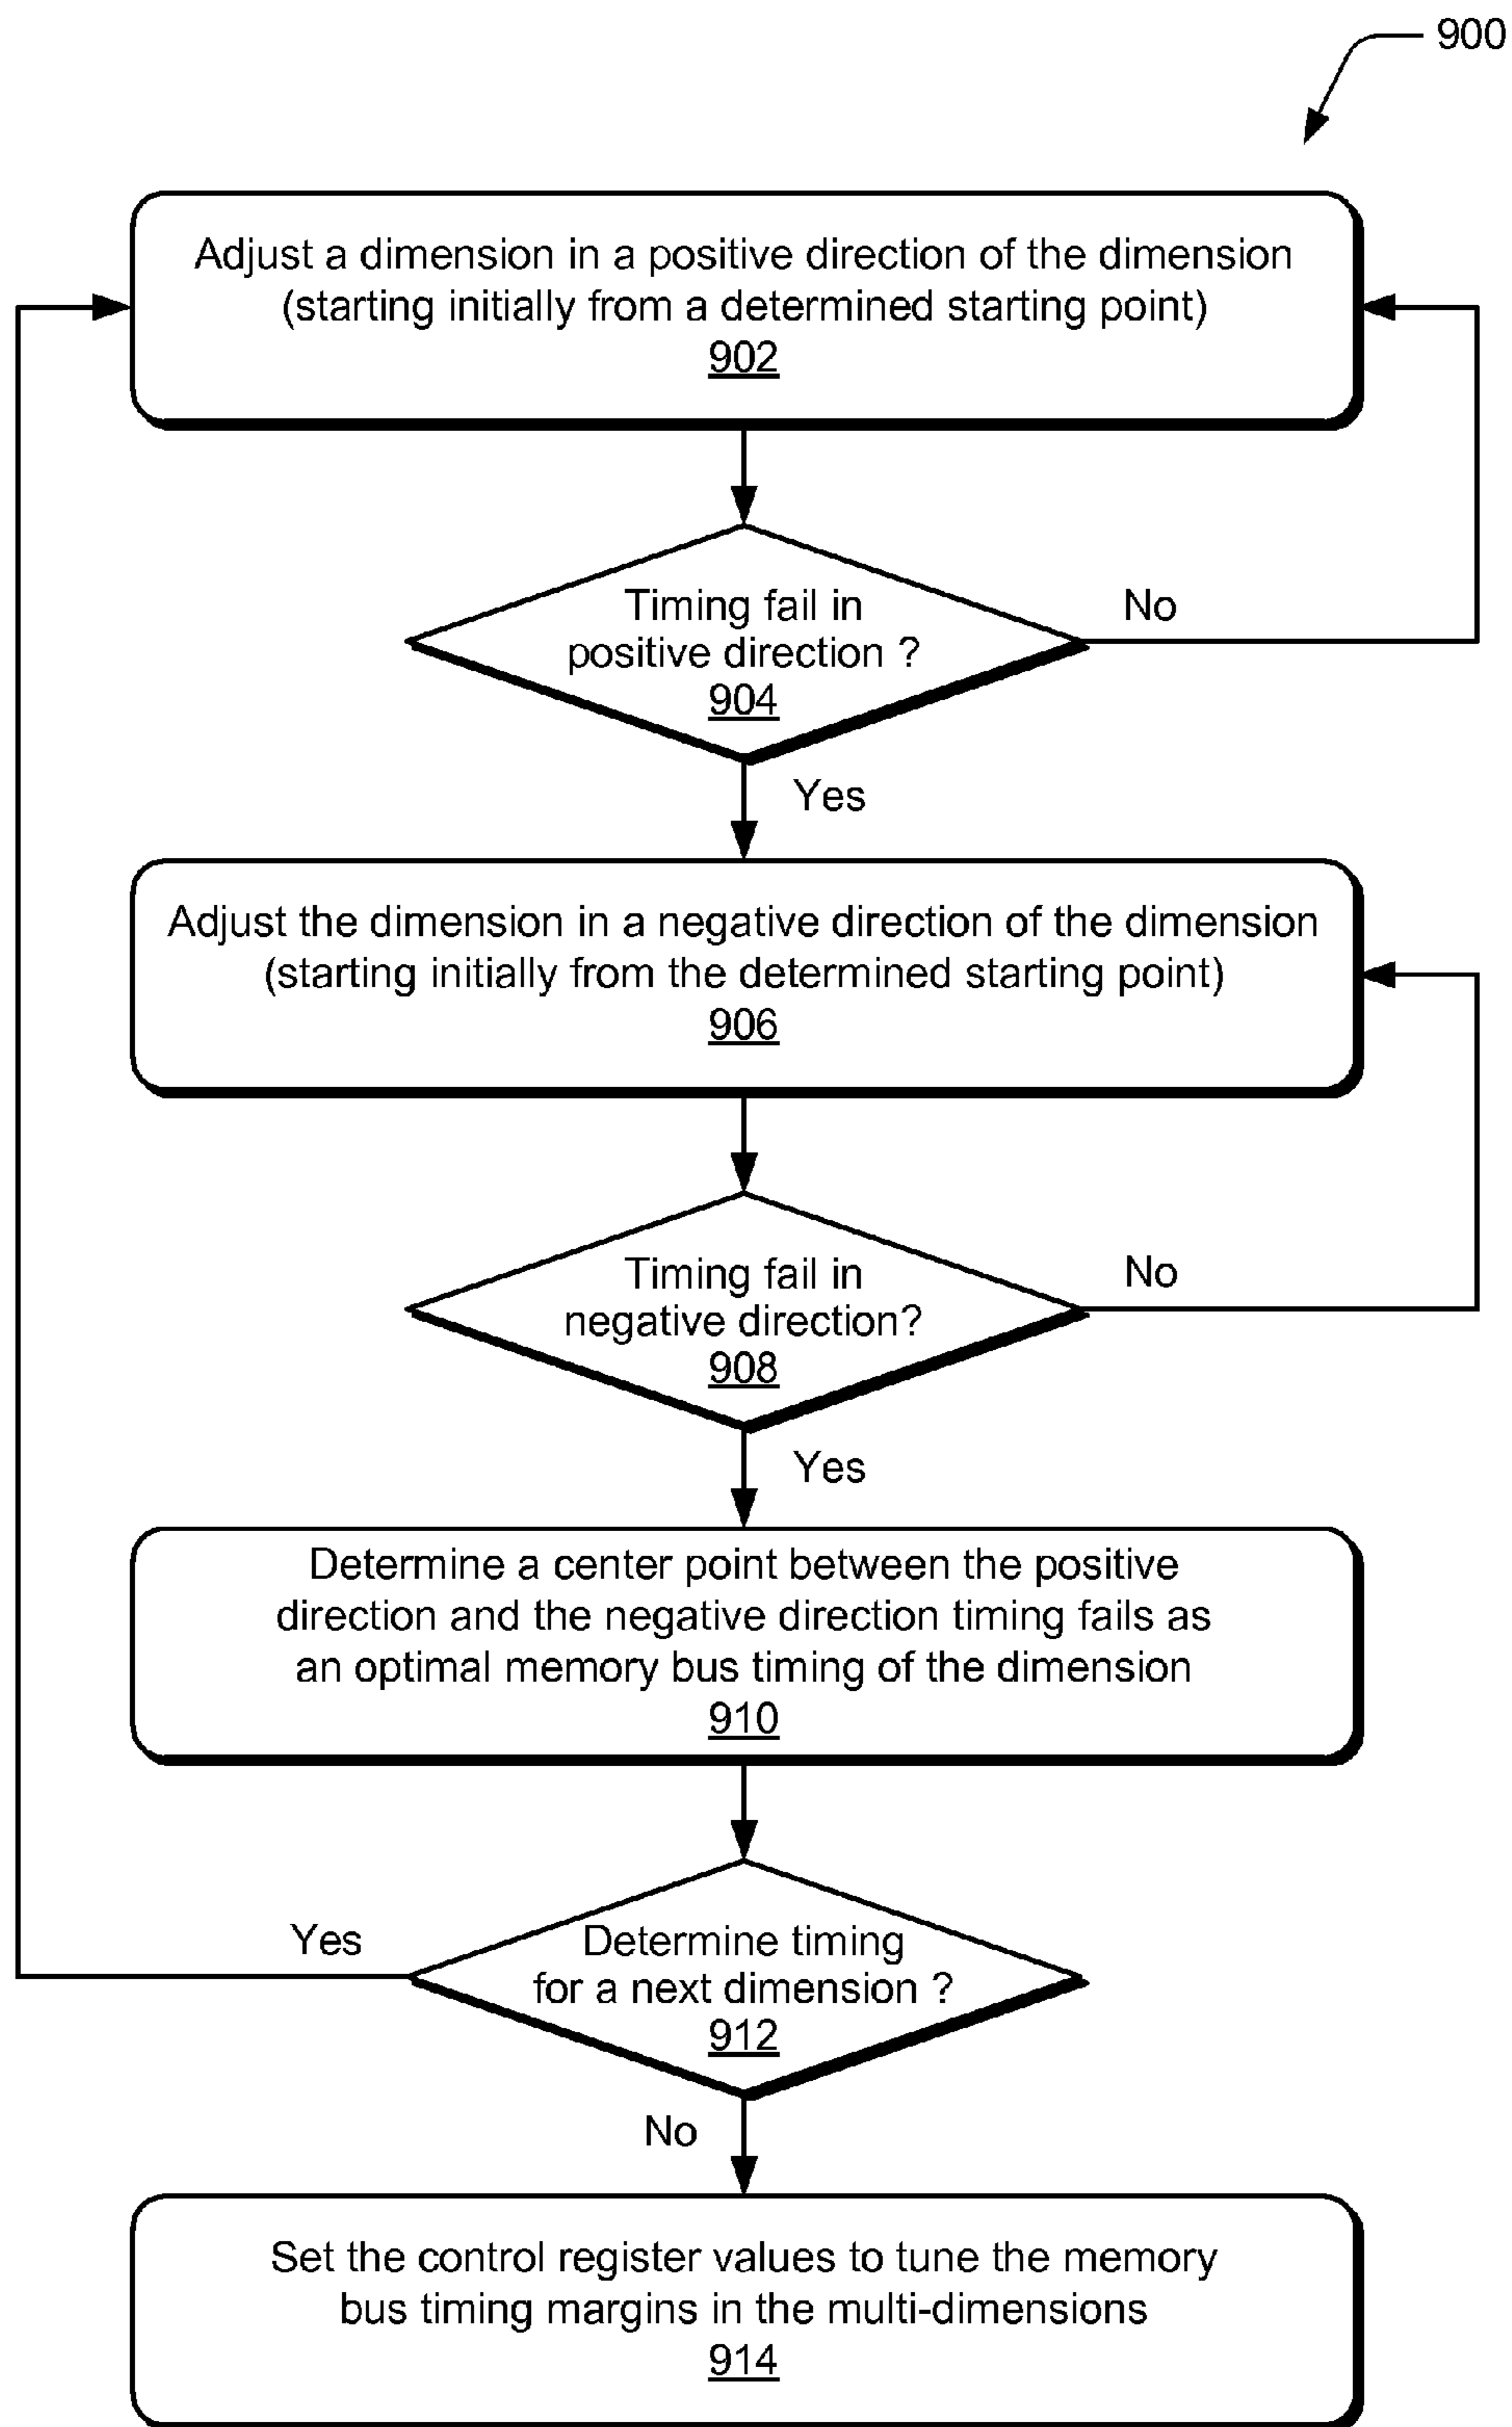 900
Adjust a dimension in a positive direction of the dimension
(starting initially from a determined starting point)
902
Timing fail in
positive direction ?
904
No
Yes
Adjust the dimension in a negative direction of the dimension
(starting initially from the determined starting point)
906
Timing fail in
negative direction?
908
No
Yes
Determine a center point between the positive
direction and the negative direction timing fails as
an optimal memory bus timing of the dimension
910
Yes
Determine timing
for a next dimension ?
912
No
Set the control register values to tune the memory
bus timing margins in the multi-dimensions
914